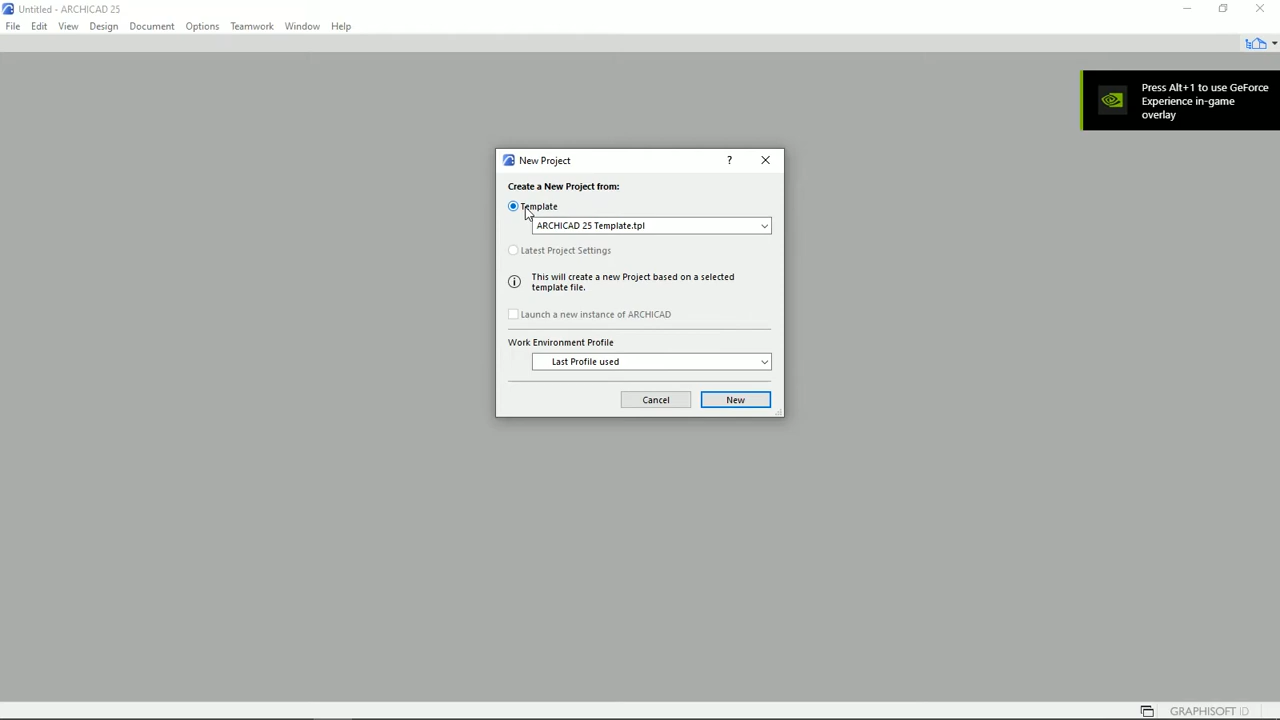 Untitled - ARCHICAD 25
File Edit View Design Document Options Teamwork Window Help
Press Alt+1 to use GeForce
Experience in-game
overlay
New Project
?
Create a New Project from:
Template
ARCHICAD 25 Template.tpl
Latest Project Settings
This will create a new Project based on a selected
template file.
Launch a new instance of ARCHICAD
Work Environment Profile
Last Profile used
Cancel New
GRAPHISOFT ID